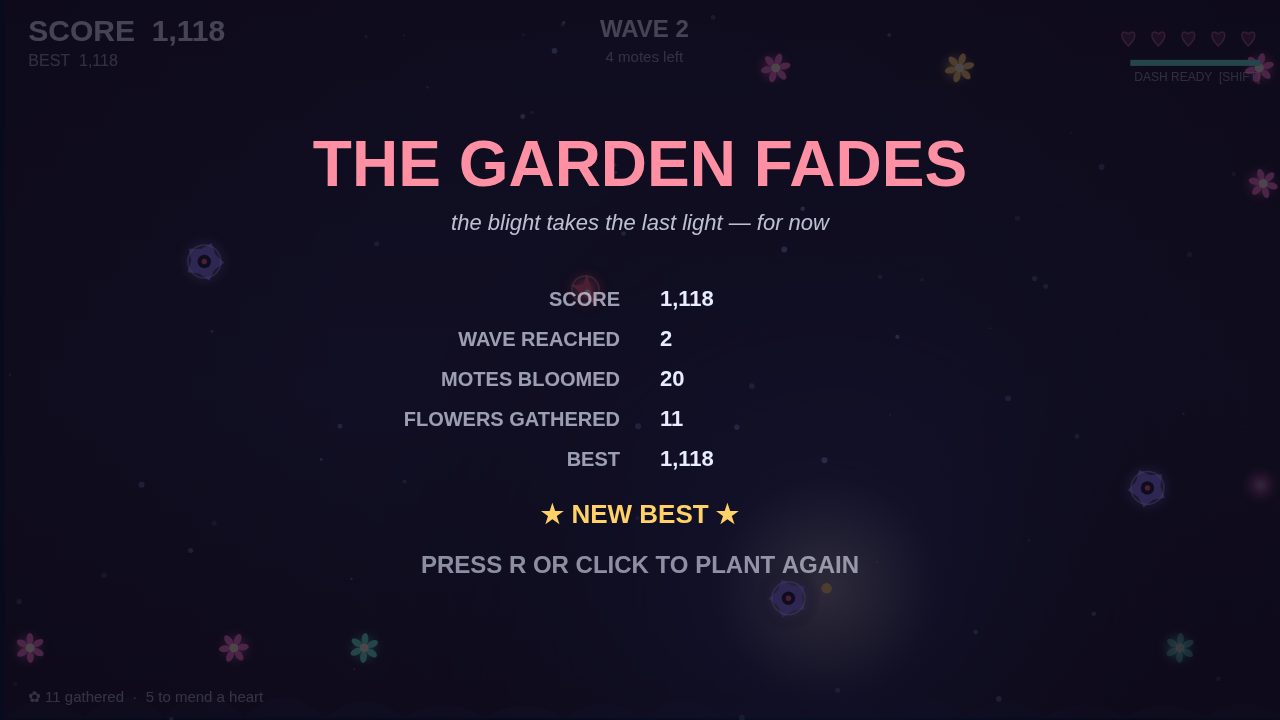 SCORE 1,118
BEST 1,118
WAVE 2
4 motes left
DASH READY [SHIFT
THE GARDEN FADES
the blight takes the last light — for now
SCORE 1,118
WAVE REACHED 2
MOTES BLOOMED 20
FLOWERS GATHERED 11
BEST 1,118
★ NEW BEST ★
PRESS R OR CLICK TO PLANT AGAIN
✿ 11 gathered · 5 to mend a heart